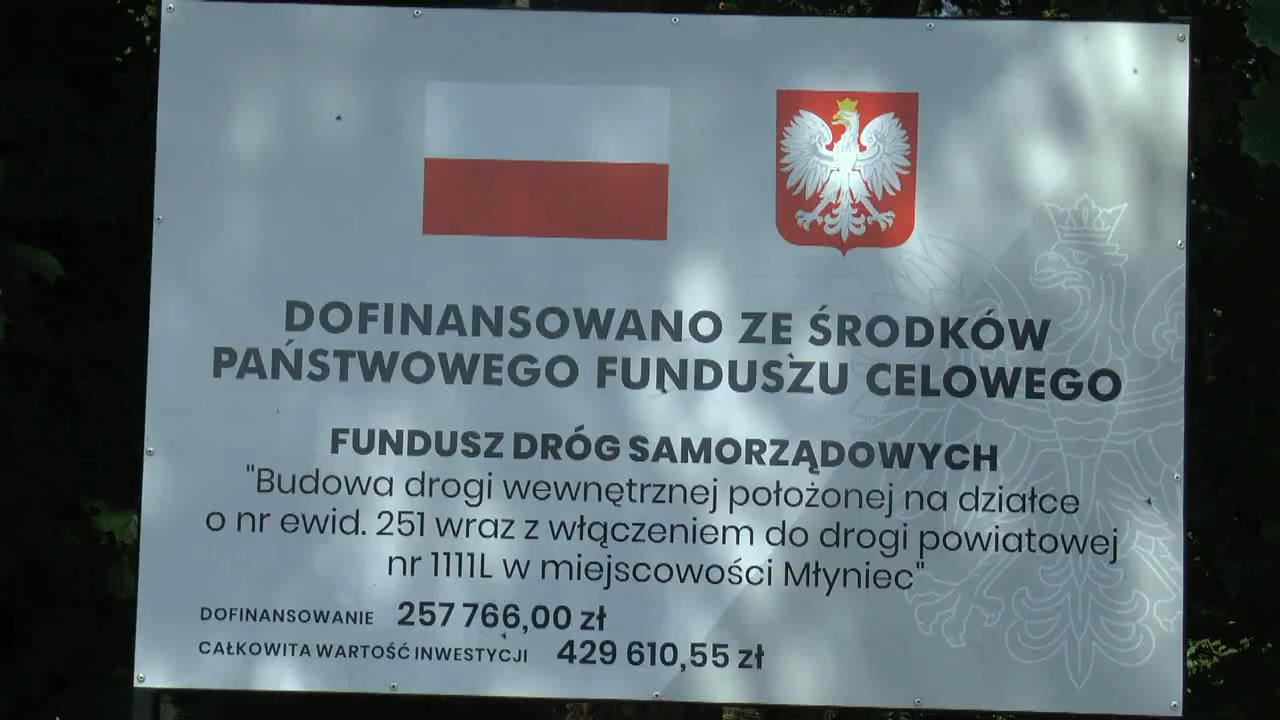 DOFINANSOWANO ZE ŚRODKÓW
PAŃSTWOWEGO FUNDUSZU CELOWEGO
FUNDUSZ DRÓG SAMORZĄDOWYCH
"Budowa drogi wewnętrznej położonej na działce
o nr ewid. 251 wraz z włączeniem do drogi powiatowej
nr 1111L w miejscowości Młyniec"
DOFINANSOWANIE 257 766,00 zł
CAŁKOWITA WARTOŚĆ INWESTYCJI 429 610,55 zł